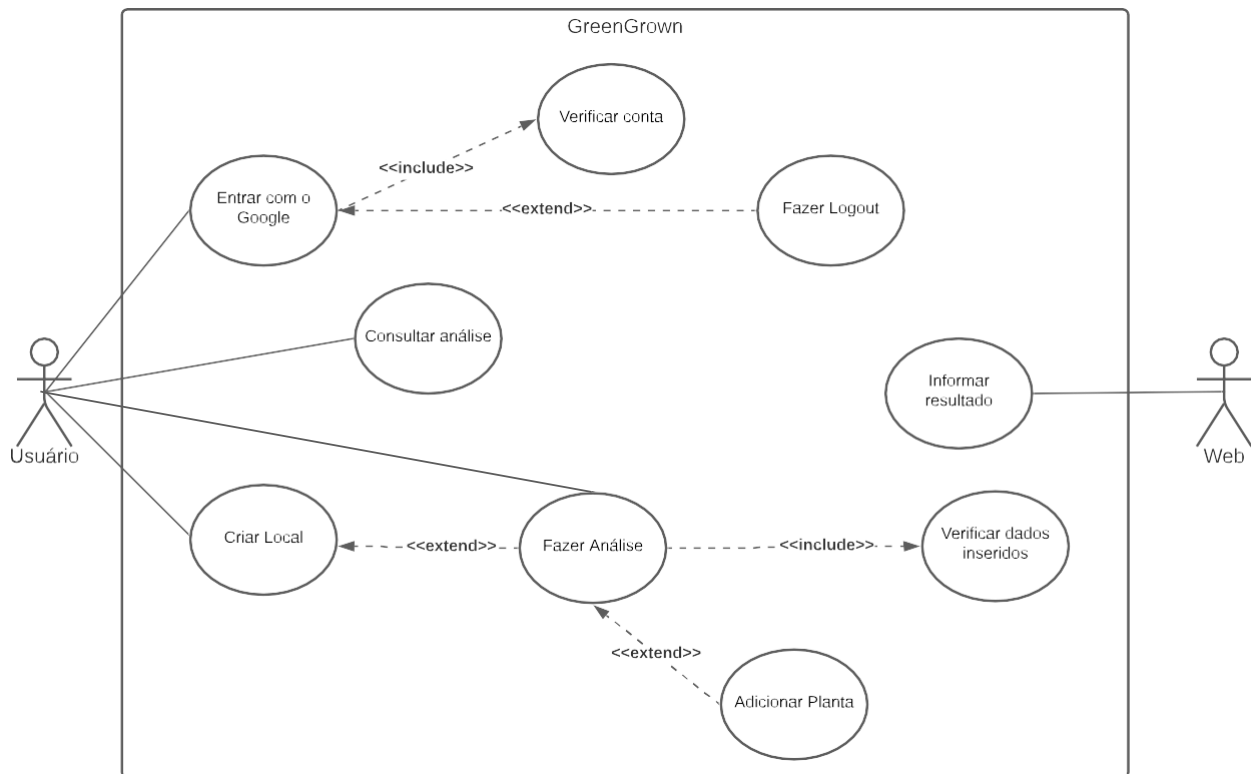 GreenGrown
Verificar conta
<<include>>
Entrar com o
Google
<<extend>>
Fazer Logout
Consultar análise
Informar
resultado
Usuário
Web
Criar Local
<<extend>>
Fazer Análise
<<include>>
Verificar dados
inseridos
<<extend>>
Adicionar Planta